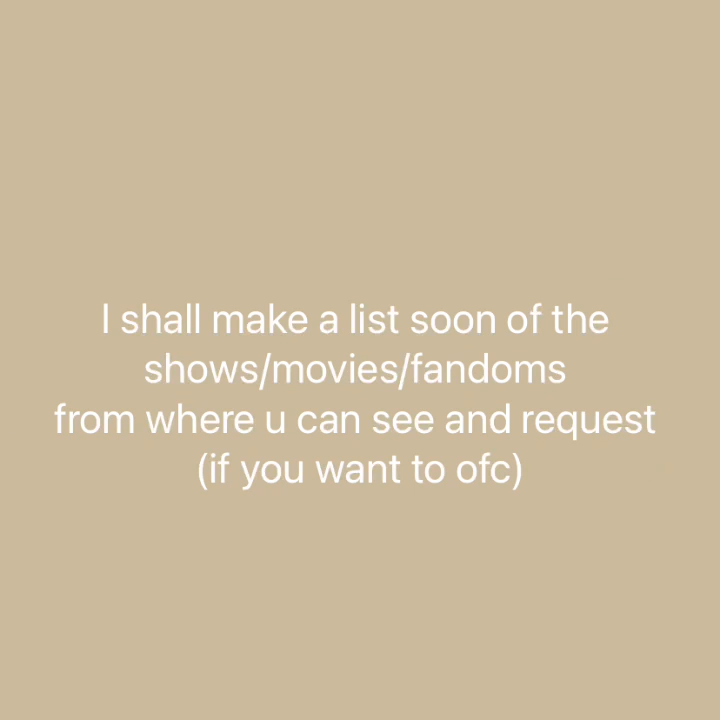 I shall make a list soon of the
shows/movies/fandoms
from where u can see and request
(if you want to ofc)